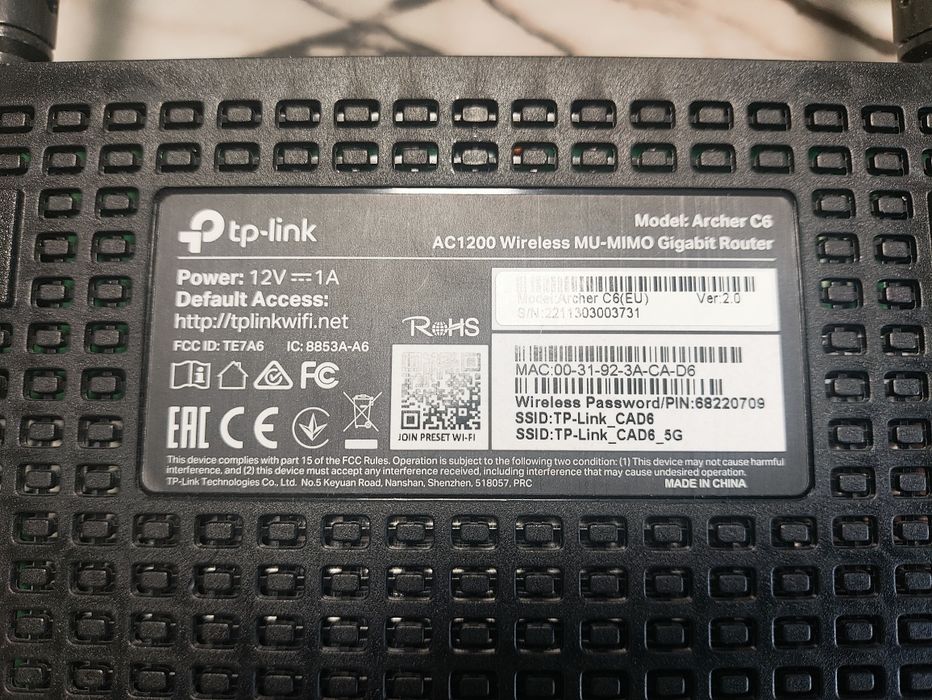 tp-link
Model: Archer C6
AC1200 Wireless MU-MIMO Gigabit Router
Power: 12V⎓1A
Default Access:
http://tplinkwifi.net
FCC ID: TE7A6 IC: 8853A-A6
RoHS
FC
EAC CE
JOIN PRESET WI-FI
Model:Archer C6(EU) Ver:2.0
S/N:2211303003731
MAC:00-31-92-3A-CA-D6
Wireless Password/PIN:68220709
SSID:TP-Link_CAD6
SSID:TP-Link_CAD6_5G
This device complies with part 15 of the FCC Rules. Operation is subject to the following two condition: (1) This device may not cause harmful
interference, and (2) this device must accept any interference received, including interference that may cause undesired operation.
TP-Link Technologies Co., Ltd. No.5 Keyuan Road, Nanshan, Shenzhen, 518057, PRC
MADE IN CHINA